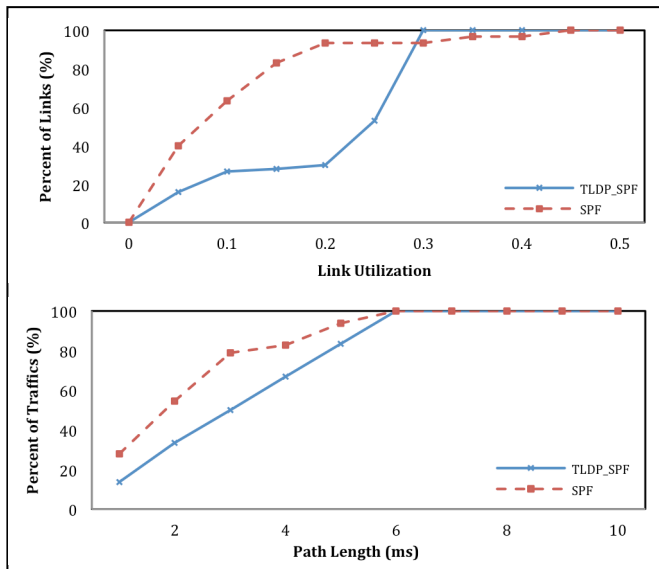 Percent of Links (%)
100
80
60
40
20
0
TLDP_SPF
SPF
0 0.1 0.2 0.3 0.4 0.5
Link Utilization
Percent of Traffics (%)
100
80
60
40
20
0
TLDP_SPF
SPF
2 4 6 8 10
Path Length (ms)